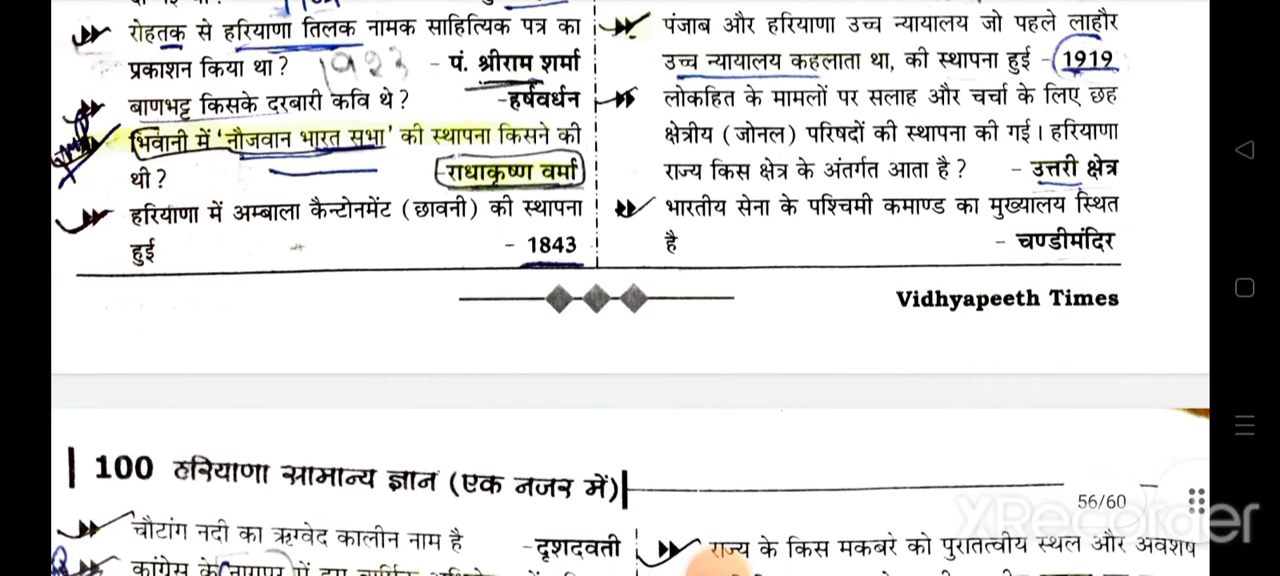 रोहतक से हरियाणा तिलक नामक साहित्यिक पत्र का
प्रकाशन किया था ? 1923 - पं. श्रीराम शर्मा
बाणभट्ट किसके दरबारी कवि थे ? -हर्षवर्धन
भिवानी में 'नौजवान भारत सभा' की स्थापना किसने की
थी ? राधाकृष्ण वर्मा
हरियाणा में अम्बाला कैन्टोनमेंट (छावनी) की स्थापना
हुई - 1843
पंजाब और हरियाणा उच्च न्यायालय जो पहले लाहौर
उच्च न्यायालय कहलाता था, की स्थापना हुई - 1919
लोकहित के मामलों पर सलाह और चर्चा के लिए छह
क्षेत्रीय (जोनल) परिषदों की स्थापना की गई। हरियाणा
राज्य किस क्षेत्र के अंतर्गत आता है ? - उत्तरी क्षेत्र
भारतीय सेना के पश्चिमी कमाण्ड का मुख्यालय स्थित
है - चण्डीमंदिर
Vidhyapeeth Times
100 हरियाणा सामान्य ज्ञान (एक नजर में)
56/60
XRecorder
चौटांग नदी का ऋग्वेद कालीन नाम है -दृशदवती
कांग्रेस के नागपुर में
राज्य के किस मकबरे को पुरातत्वीय स्थल और अवशेष